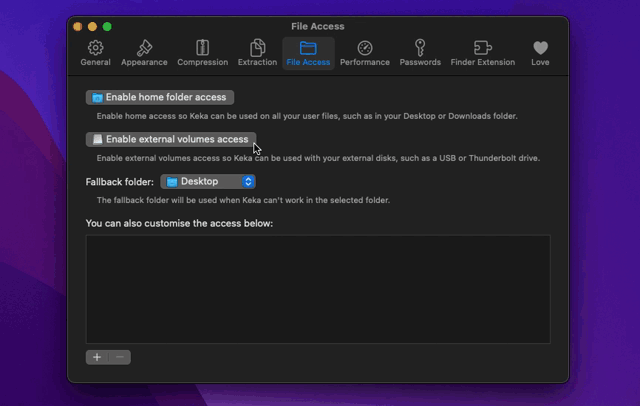 File Access
General Appearance Compression Extraction File Access Performance Passwords Finder Extension Love
Enable home folder access
Enable home access so Keka can be used on all your user files, such as in your Desktop or Downloads folder.
Enable external volumes access
Enable external volumes access so Keka can be used with your external disks, such as a USB or Thunderbolt drive.
Fallback folder: Desktop
The fallback folder will be used when Keka can't work in the selected folder.
You can also customise the access below:
+ −